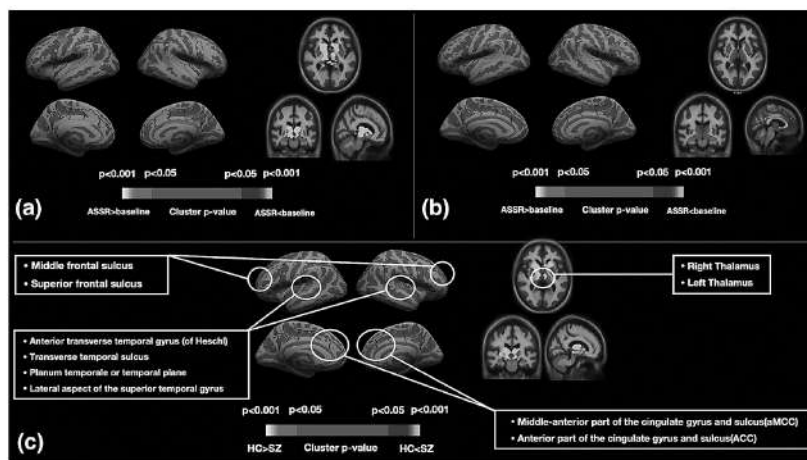 p<0.001 p<0.05 p<0.05 p<0.001
(a)
ASSR>baseline Cluster p-value ASSR<baseline
p<0.001 p<0.05 p<0.05 p<0.001
(b)
ASSR>baseline Cluster p-value ASSR<baseline
• Middle frontal sulcus
• Superior frontal sulcus
• Right Thalamus
• Left Thalamus
• Anterior transverse temporal gyrus (of Heschl)
• Transverse temporal sulcus
• Planum temporale or temporal plane
• Lateral aspect of the superior temporal gyrus
p<0.001 p<0.05 p<0.05 p<0.001
(c)
HC>SZ Cluster p-value HC<SZ
• Middle-anterior part of the cingulate gyrus and sulcus(aMCC)
• Anterior part of the cingulate gyrus and sulcus(ACC)